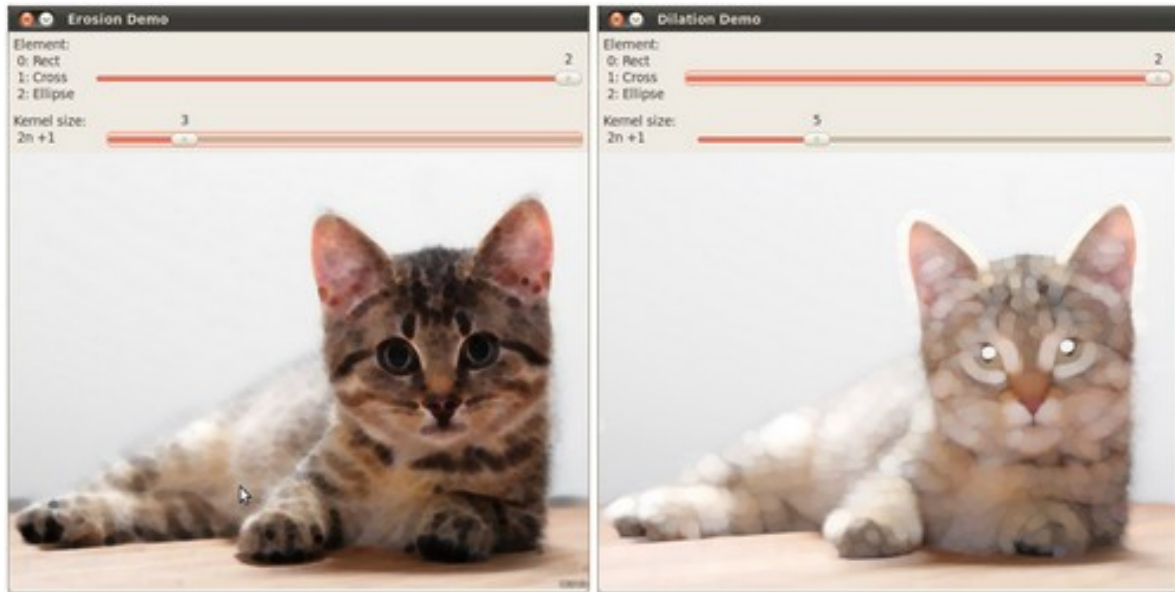 Erosion Demo
Element:
0: Rect
1: Cross
2: Ellipse
2
Kernel size:
2n +1
3
Dilation Demo
Element:
0: Rect
1: Cross
2: Ellipse
2
Kernel size:
2n +1
5